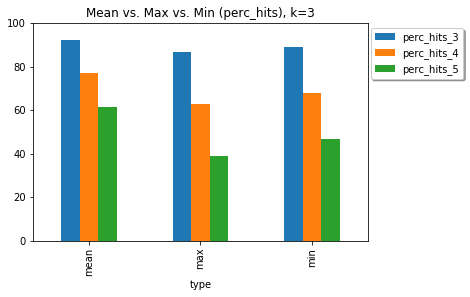 Mean vs. Max vs. Min (perc_hits), k=3
100
80
60
40
20
0
mean
max
min
type
perc_hits_3
perc_hits_4
perc_hits_5